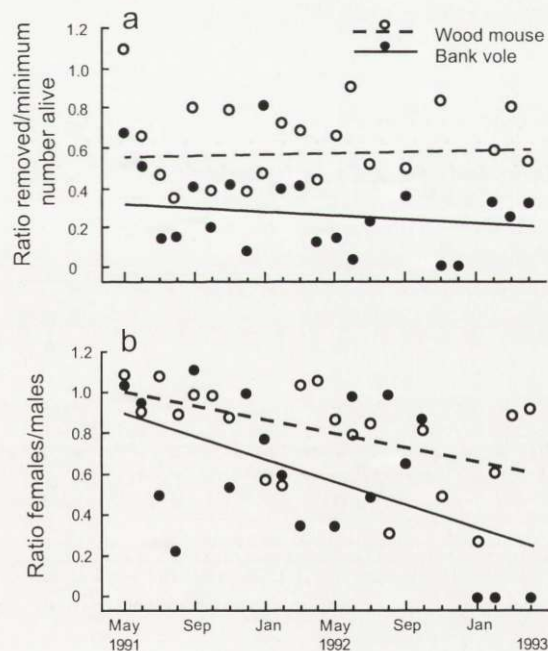 a
Wood mouse
Bank vole
Ratio removed/minimum
number alive
1.2
1.0
0.8
0.6
0.4
0.2
0
b
Ratio females/males
1.2
1.0
0.8
0.6
0.4
0.2
0
May Sep Jan May Sep Jan
1991 1992 1993